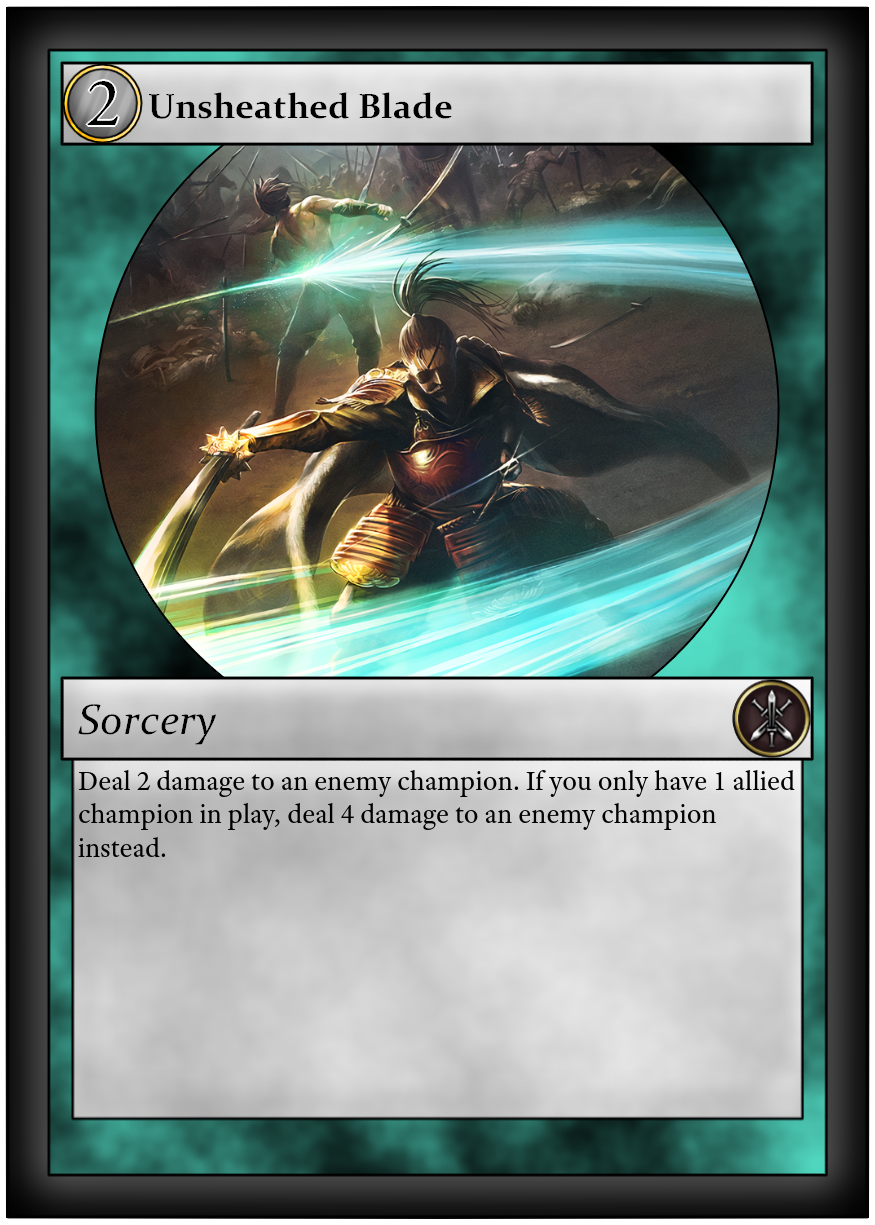 2 Unsheathed Blade
Sorcery
Deal 2 damage to an enemy champion. If you only have 1 allied
champion in play, deal 4 damage to an enemy champion
instead.